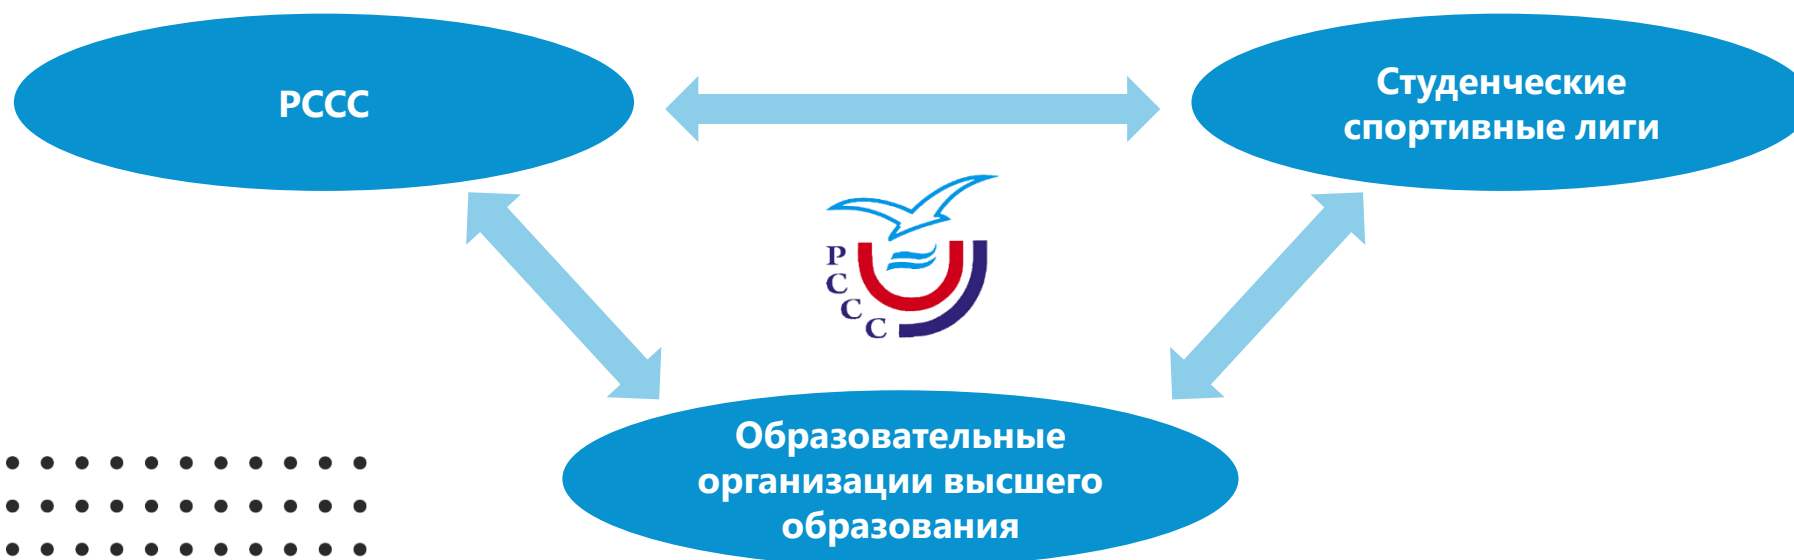 РССС
Студенческие
спортивные лиги
Р
С
С
С
Образовательные
организации высшего
образования